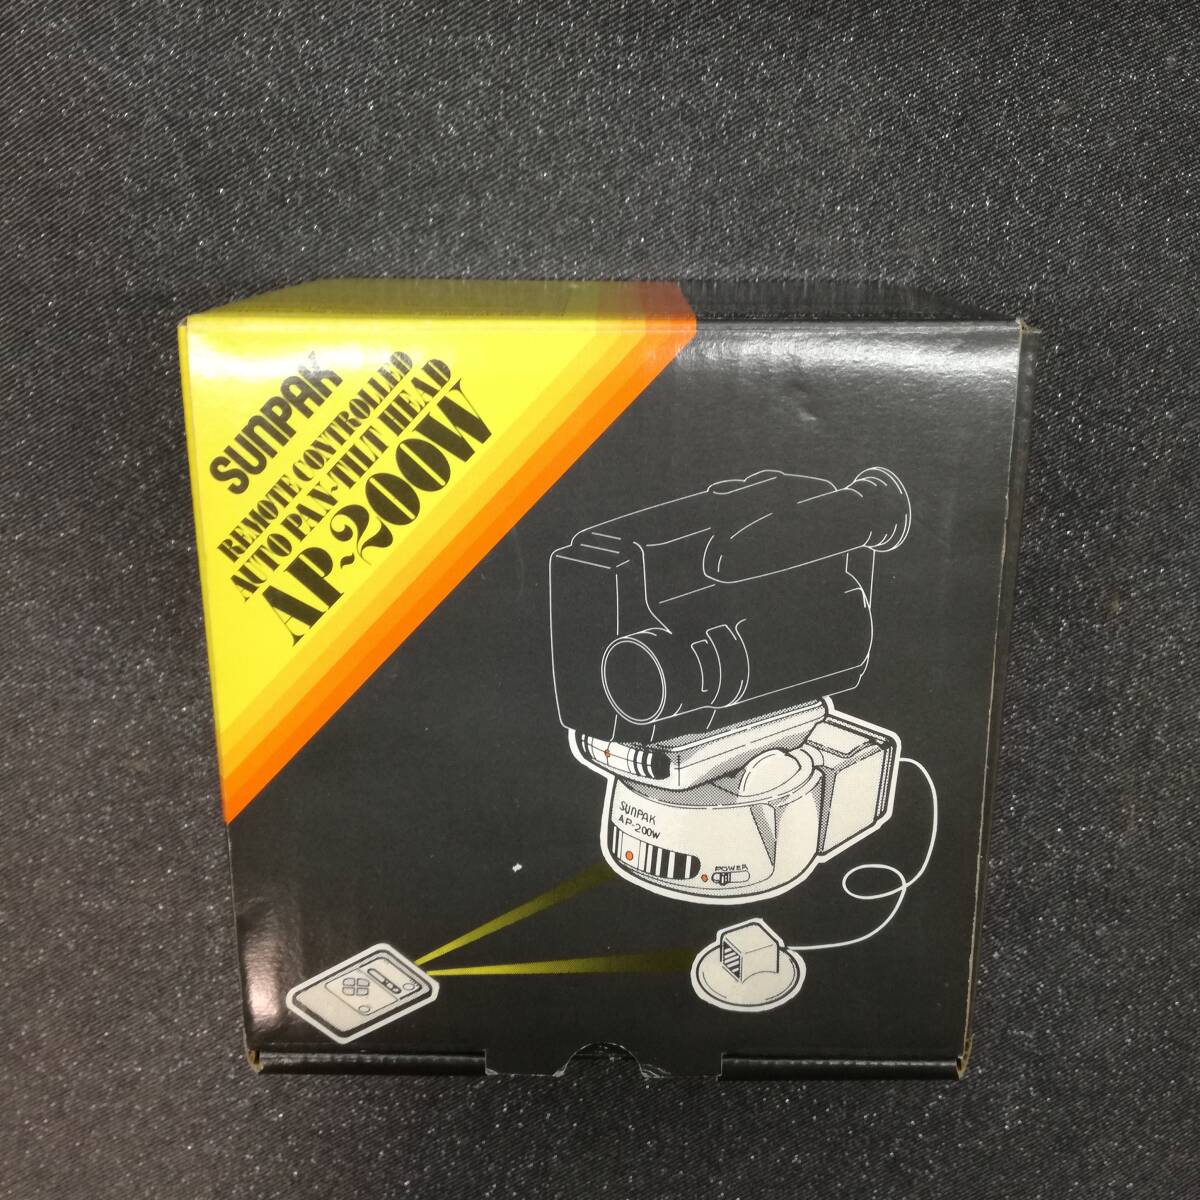 SUNPAK
REMOTE CONTROLLED
AUTO PAN-TILT HEAD
AP-200W
SUNPAK
AP-200W
POWER